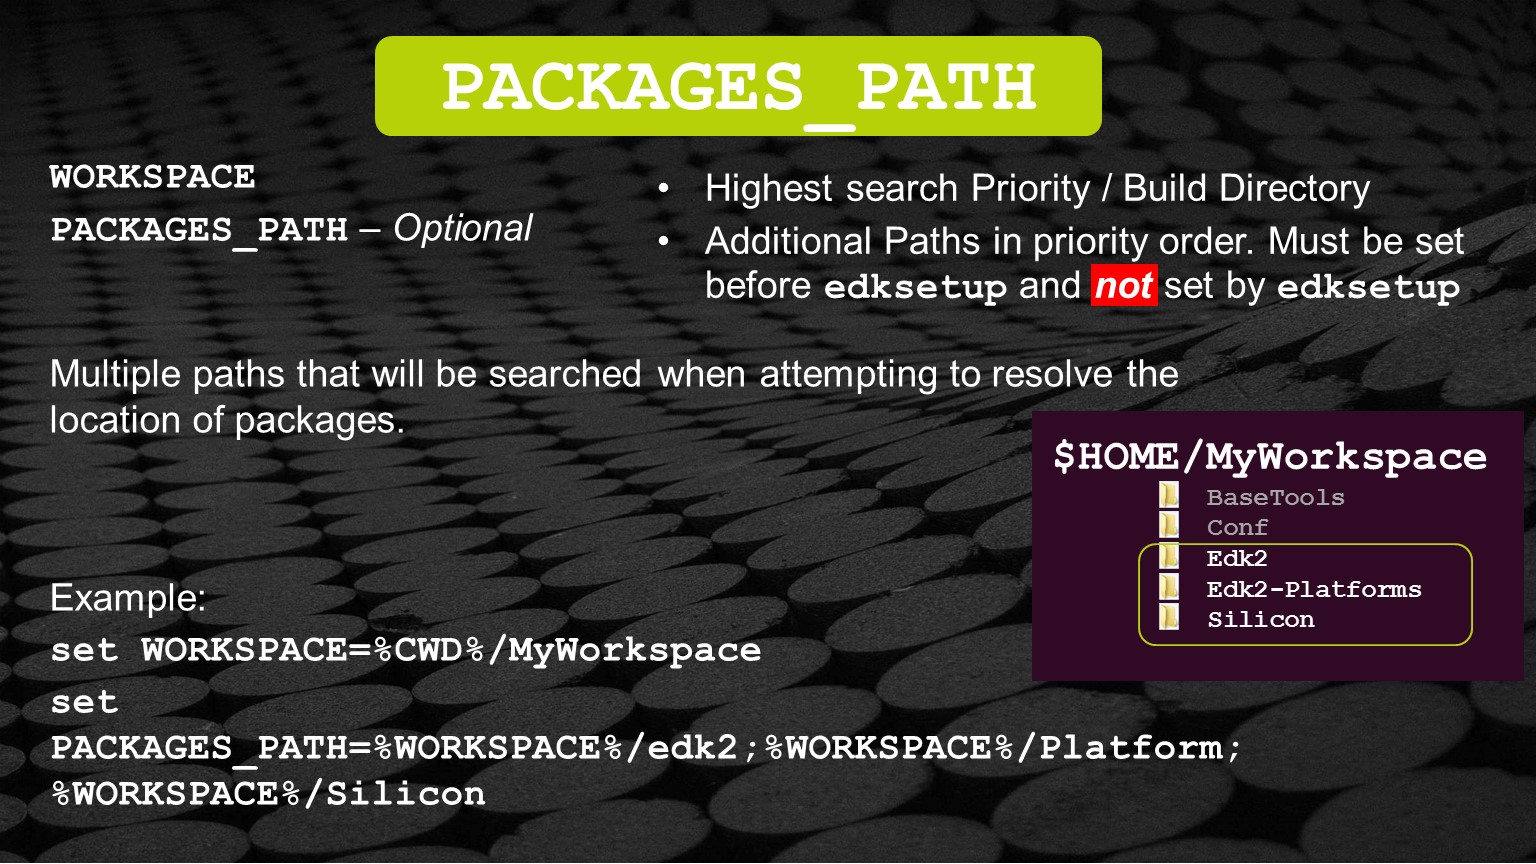 PACKAGES_PATH
WORKSPACE
PACKAGES_PATH – Optional
• Highest search Priority / Build Directory
• Additional Paths in priority order. Must be set
before edksetup and not set by edksetup
Multiple paths that will be searched when attempting to resolve the
location of packages.
$HOME/MyWorkspace
BaseTools
Conf
Edk2
Edk2-Platforms
Silicon
Example:
set WORKSPACE=%CWD%/MyWorkspace
set
PACKAGES_PATH=%WORKSPACE%/edk2;%WORKSPACE%/Platform;
%WORKSPACE%/Silicon